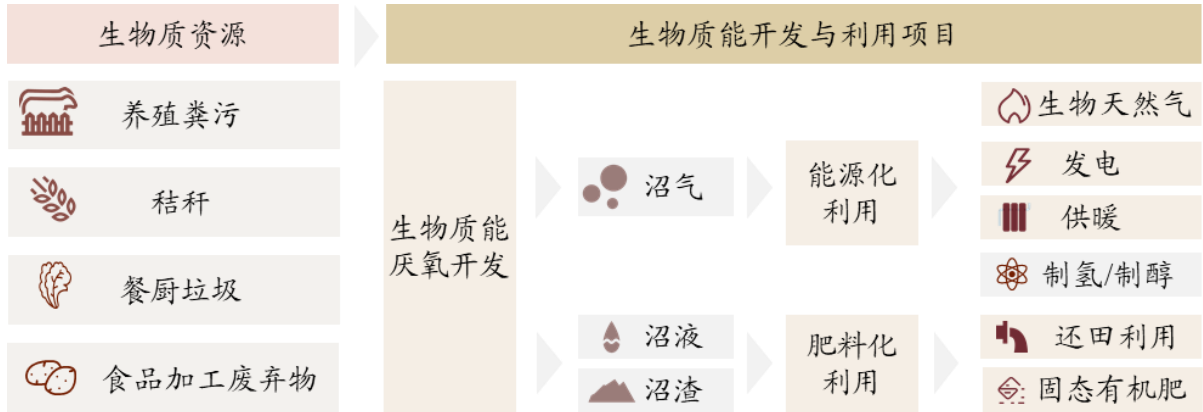 生物质资源
生物质能开发与利用项目
养殖粪污
秸秆
餐厨垃圾
食品加工废弃物
生物质能
厌氧开发
沼气
能源化
利用
生物天然气
发电
供暖
制氢/制醇
沼液
沼渣
肥料化
利用
还田利用
固态有机肥